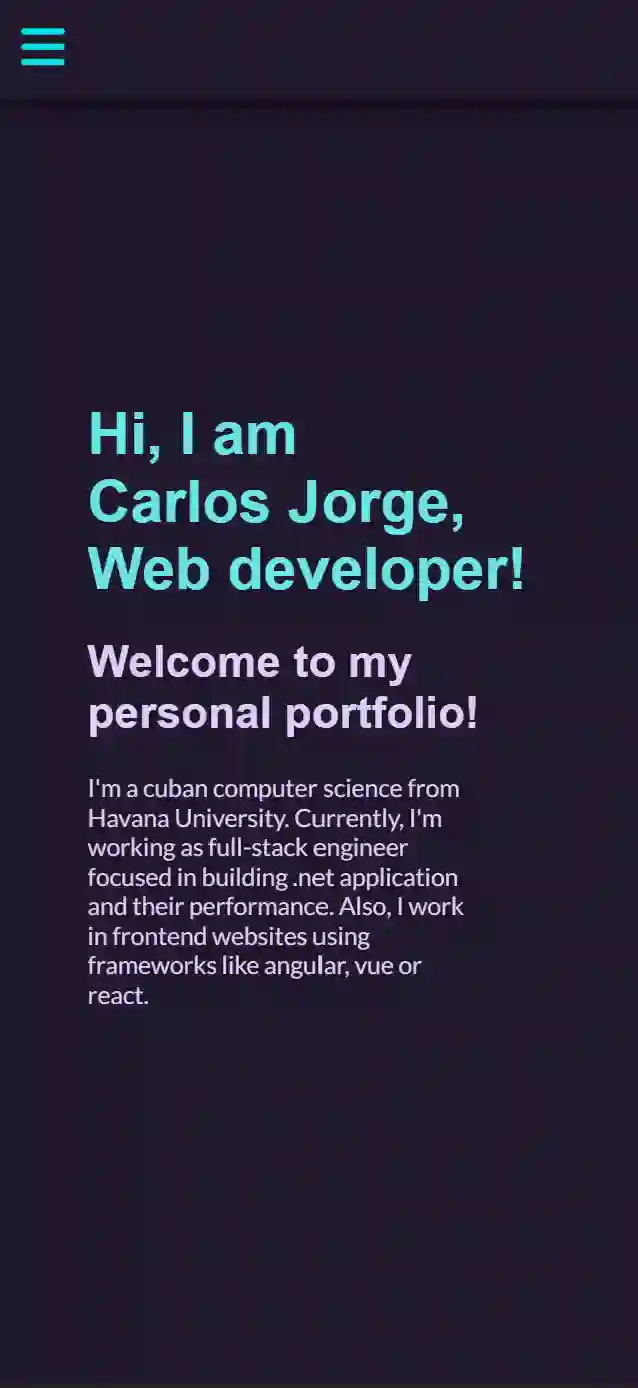 Hi, I am
Carlos Jorge,
Web developer!
Welcome to my
personal portfolio!
I'm a cuban computer science from
Havana University. Currently, I'm
working as full-stack engineer
focused in building .net application
and their performance. Also, I work
in frontend websites using
frameworks like angular, vue or
react.